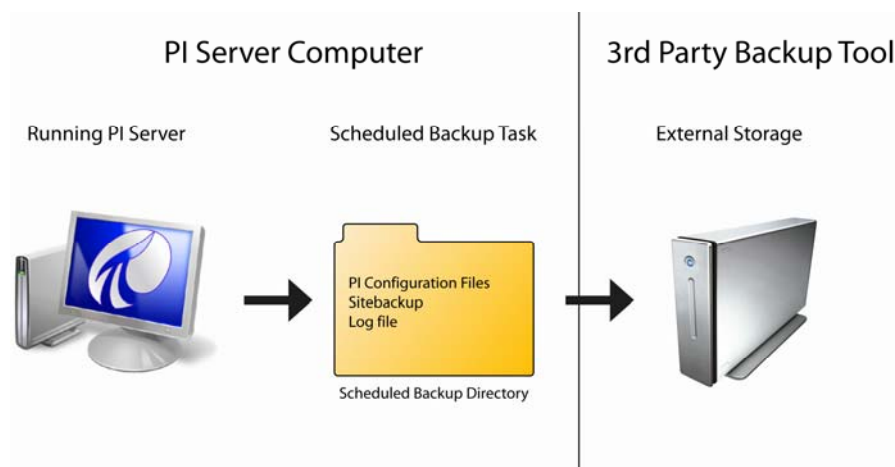 PI Server Computer
3rd Party Backup Tool
Running PI Server
Scheduled Backup Task
External Storage
PI Configuration Files
Sitebackup
Log file
Scheduled Backup Directory